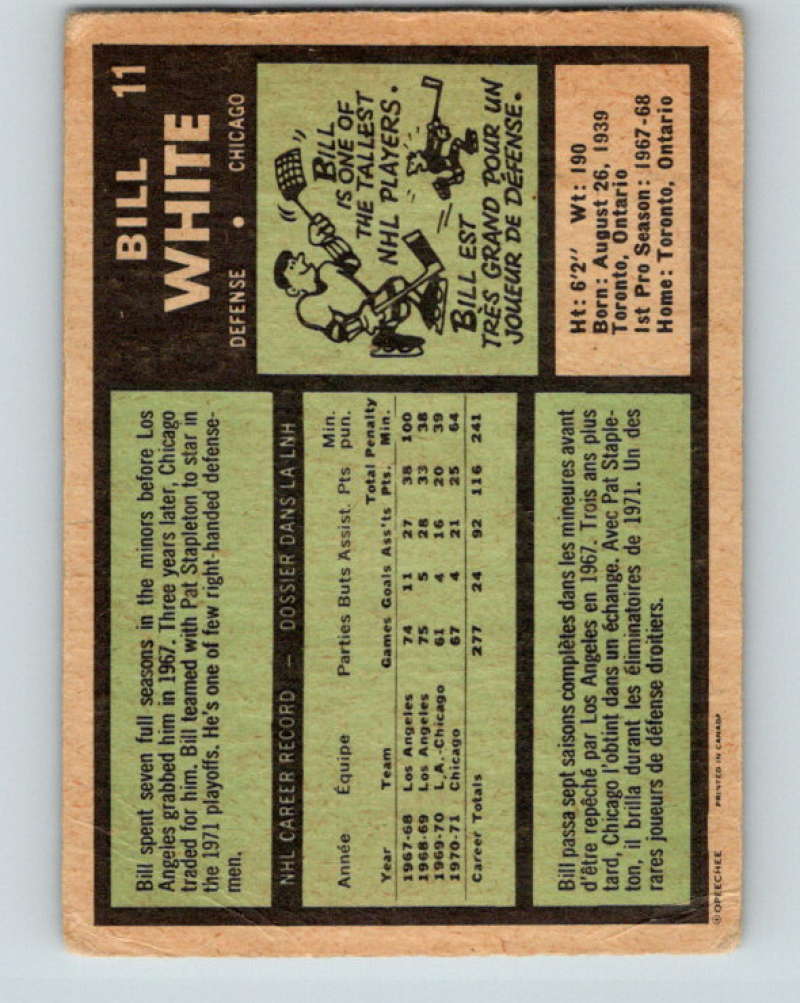 BILL 11
WHITE
DEFENSE • CHICAGO
Bill spent seven full seasons in the minors before Los
Angeles grabbed him in 1967. Three years later, Chicago
traded for him. Bill teamed with Pat Stapleton to star in
the 1971 playoffs. He's one of few right-handed defense-
men.
BILL
IS ONE OF
THE TALLEST
NHL PLAYERS.
BILL EST
TRÈS GRAND POUR UN
JOUEUR DE DÉFENSE.
NHL CAREER RECORD — DOSSIER DANS LA LNH
Année Équipe Parties Buts Assist. Pts Min. pun.
Year Team Games Goals Ass'ts Total Pts. Penalty Min.
1967-68 Los Angeles 74 11 27 38 100
1968-69 Los Angeles 75 5 28 33 38
1969-70 L.A.-Chicago 61 4 16 20 39
1970-71 Chicago 67 4 21 25 64
Career Totals 277 24 92 116 241
Ht: 6'2" Wt: 190
Born: August 26, 1939
Toronto, Ontario
1st Pro Season: 1967-68
Home: Toronto, Ontario
Bill passa sept saisons complètes dans les mineures avant
d'être repêché par Los Angeles en 1967. Trois ans plus
tard, Chicago l'obtint dans un échange. Avec Pat Staple-
ton, il brilla durant les éliminatoires de 1971. Un des
rares joueurs de défense droitiers.
© OPEECHEE PRINTED IN CANADA